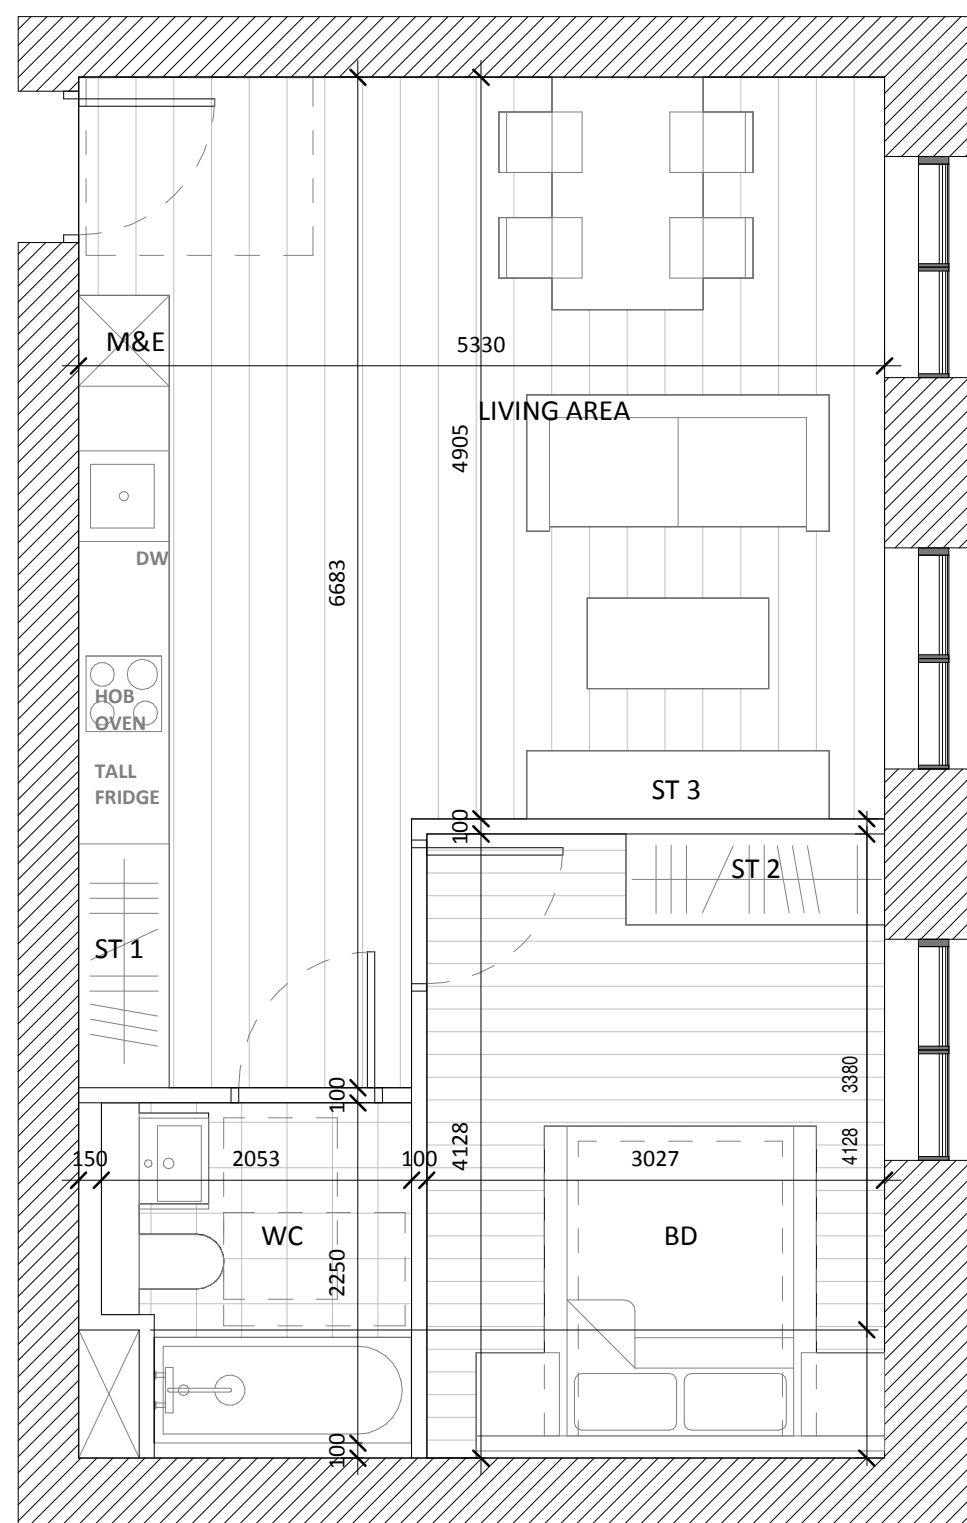 M&E
5330
LIVING AREA
4905
DW
6683
HOB
OVEN
TALL
FRIDGE
ST 3
100
ST 2
ST 1
3380
100
4128
4128
150
2053
100
3027
WC
BD
2250
100